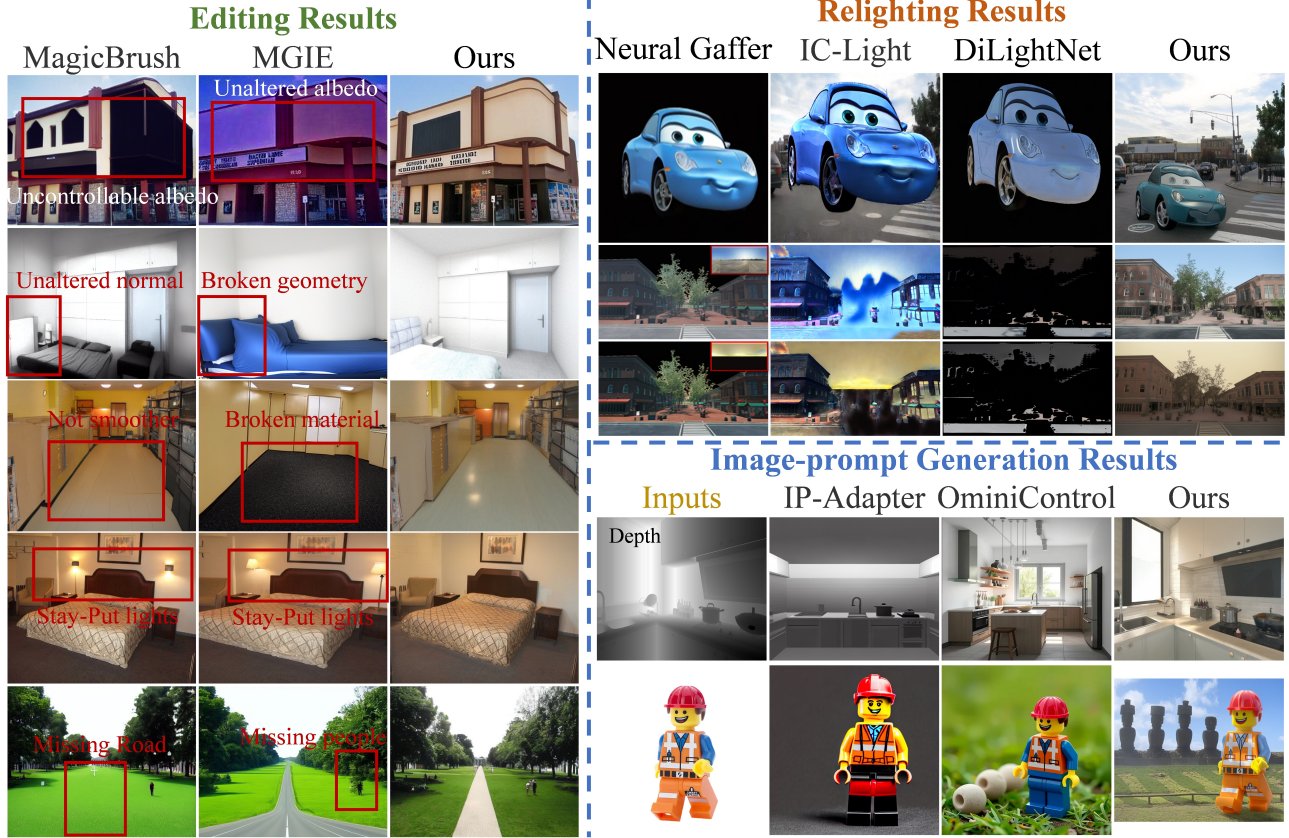 Editing Results
MagicBrush MGIE Ours
Unaltered albedo
Uncontrollable albedo
Unaltered normal Broken geometry
Not smoother Broken material
Stay-Put lights Stay-Put lights
Missing Road Missing people
Relighting Results
Neural Gaffer IC-Light DiLightNet Ours
Image-prompt Generation Results
Inputs IP-Adapter OminiControl Ours
Depth